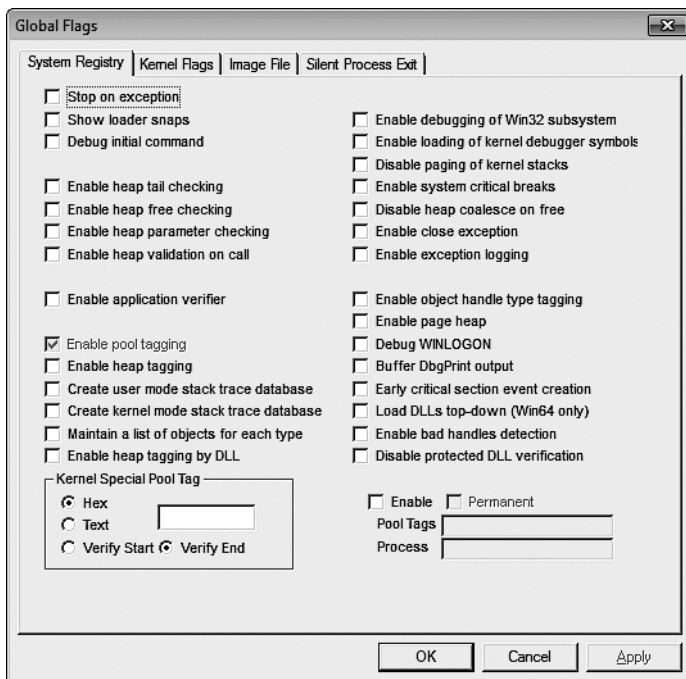 Global Flags
System Registry Kernel Flags Image File Silent Process Exit
Stop on exception
Show loader snaps
Debug initial command
Enable heap tail checking
Enable heap free checking
Enable heap parameter checking
Enable heap validation on call
Enable application verifier
Enable pool tagging
Enable heap tagging
Create user mode stack trace database
Create kernel mode stack trace database
Maintain a list of objects for each type
Enable heap tagging by DLL
Enable debugging of Win32 subsystem
Enable loading of kernel debugger symbols
Disable paging of kernel stacks
Enable system critical breaks
Disable heap coalesce on free
Enable close exception
Enable exception logging
Enable object handle type tagging
Enable page heap
Debug WINLOGON
Buffer DbgPrint output
Early critical section event creation
Load DLLs top-down (Win64 only)
Enable bad handles detection
Disable protected DLL verification
Kernel Special Pool Tag
Hex
Text
Verify Start Verify End
Enable Permanent
Pool Tags
Process
OK Cancel Apply